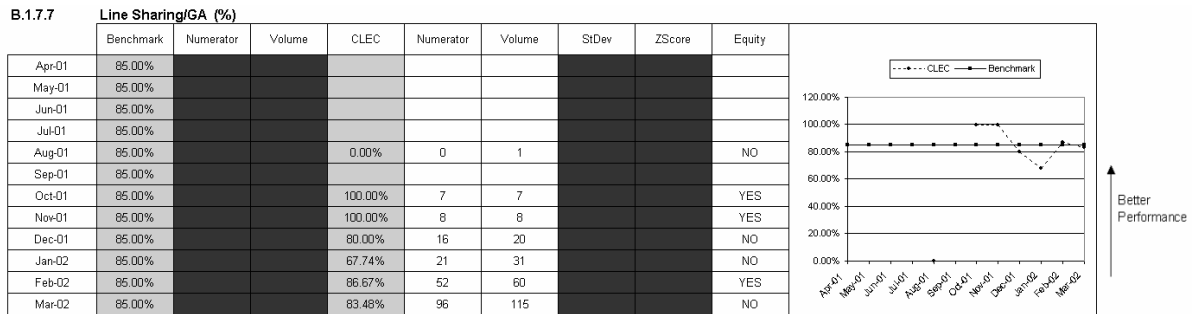 B.1.7.7 Line Sharing/GA (%)
Benchmark Numerator Volume CLEC Numerator Volume StDev ZScore Equity
Apr-01 85.00%
May-01 85.00%
Jun-01 85.00%
Jul-01 85.00%
Aug-01 85.00% 0.00% 0 1 NO
Sep-01 85.00%
Oct-01 85.00% 100.00% 7 7 YES
Nov-01 85.00% 100.00% 8 8 YES
Dec-01 85.00% 80.00% 16 20 NO
Jan-02 85.00% 67.74% 21 31 NO
Feb-02 85.00% 86.67% 52 60 YES
Mar-02 85.00% 83.48% 96 115 NO
CLEC Benchmark
120.00%
100.00%
80.00%
60.00%
40.00%
20.00%
0.00%
Apr-01 May-01 Jun-01 Jul-01 Aug-01 Sep-01 Oct-01 Nov-01 Dec-01 Jan-02 Feb-02 Mar-02
Better
Performance